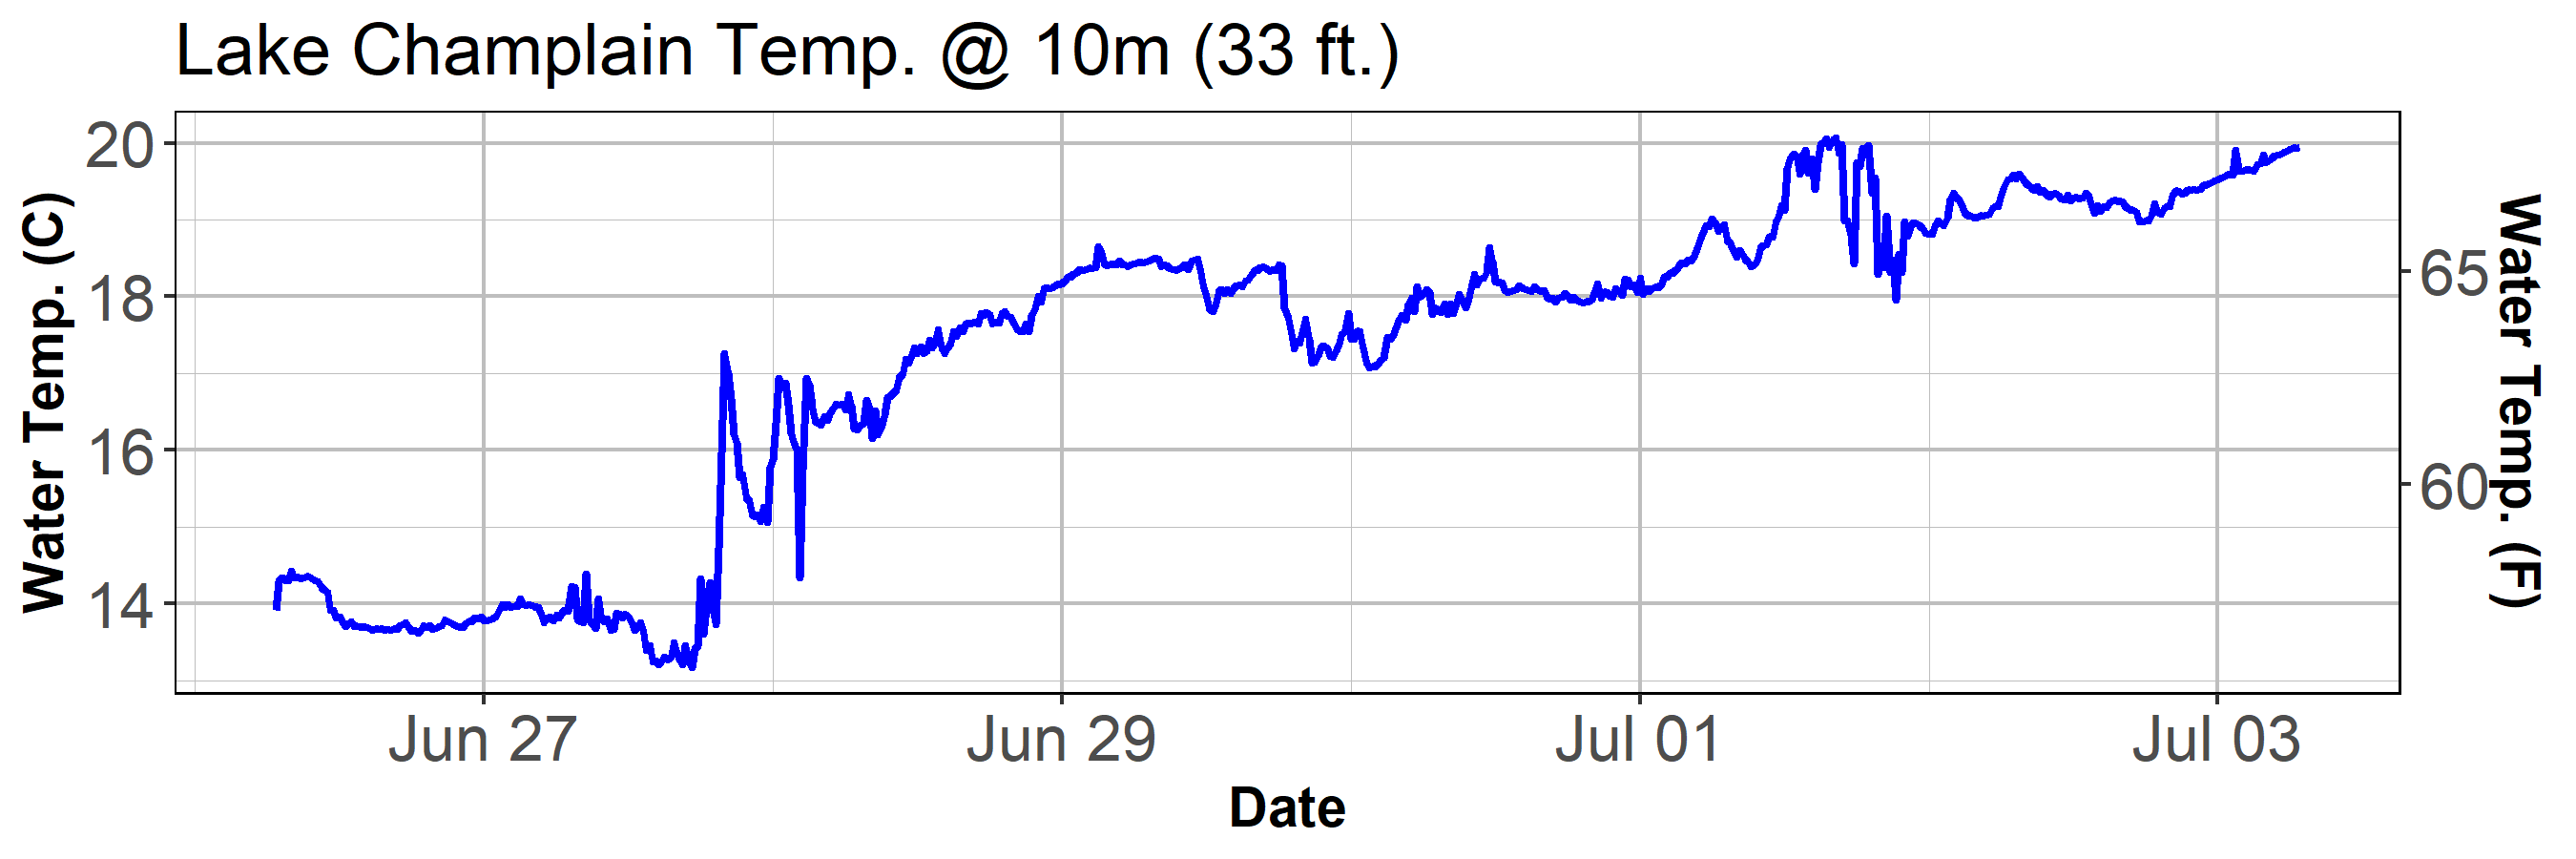 Lake Champlain Temp. @ 10m (33 ft.)
20
18
16
14
Water Temp. (C)
65
60
Water Temp. (F)
Jun 27
Jun 29
Jul 01
Jul 03
Date